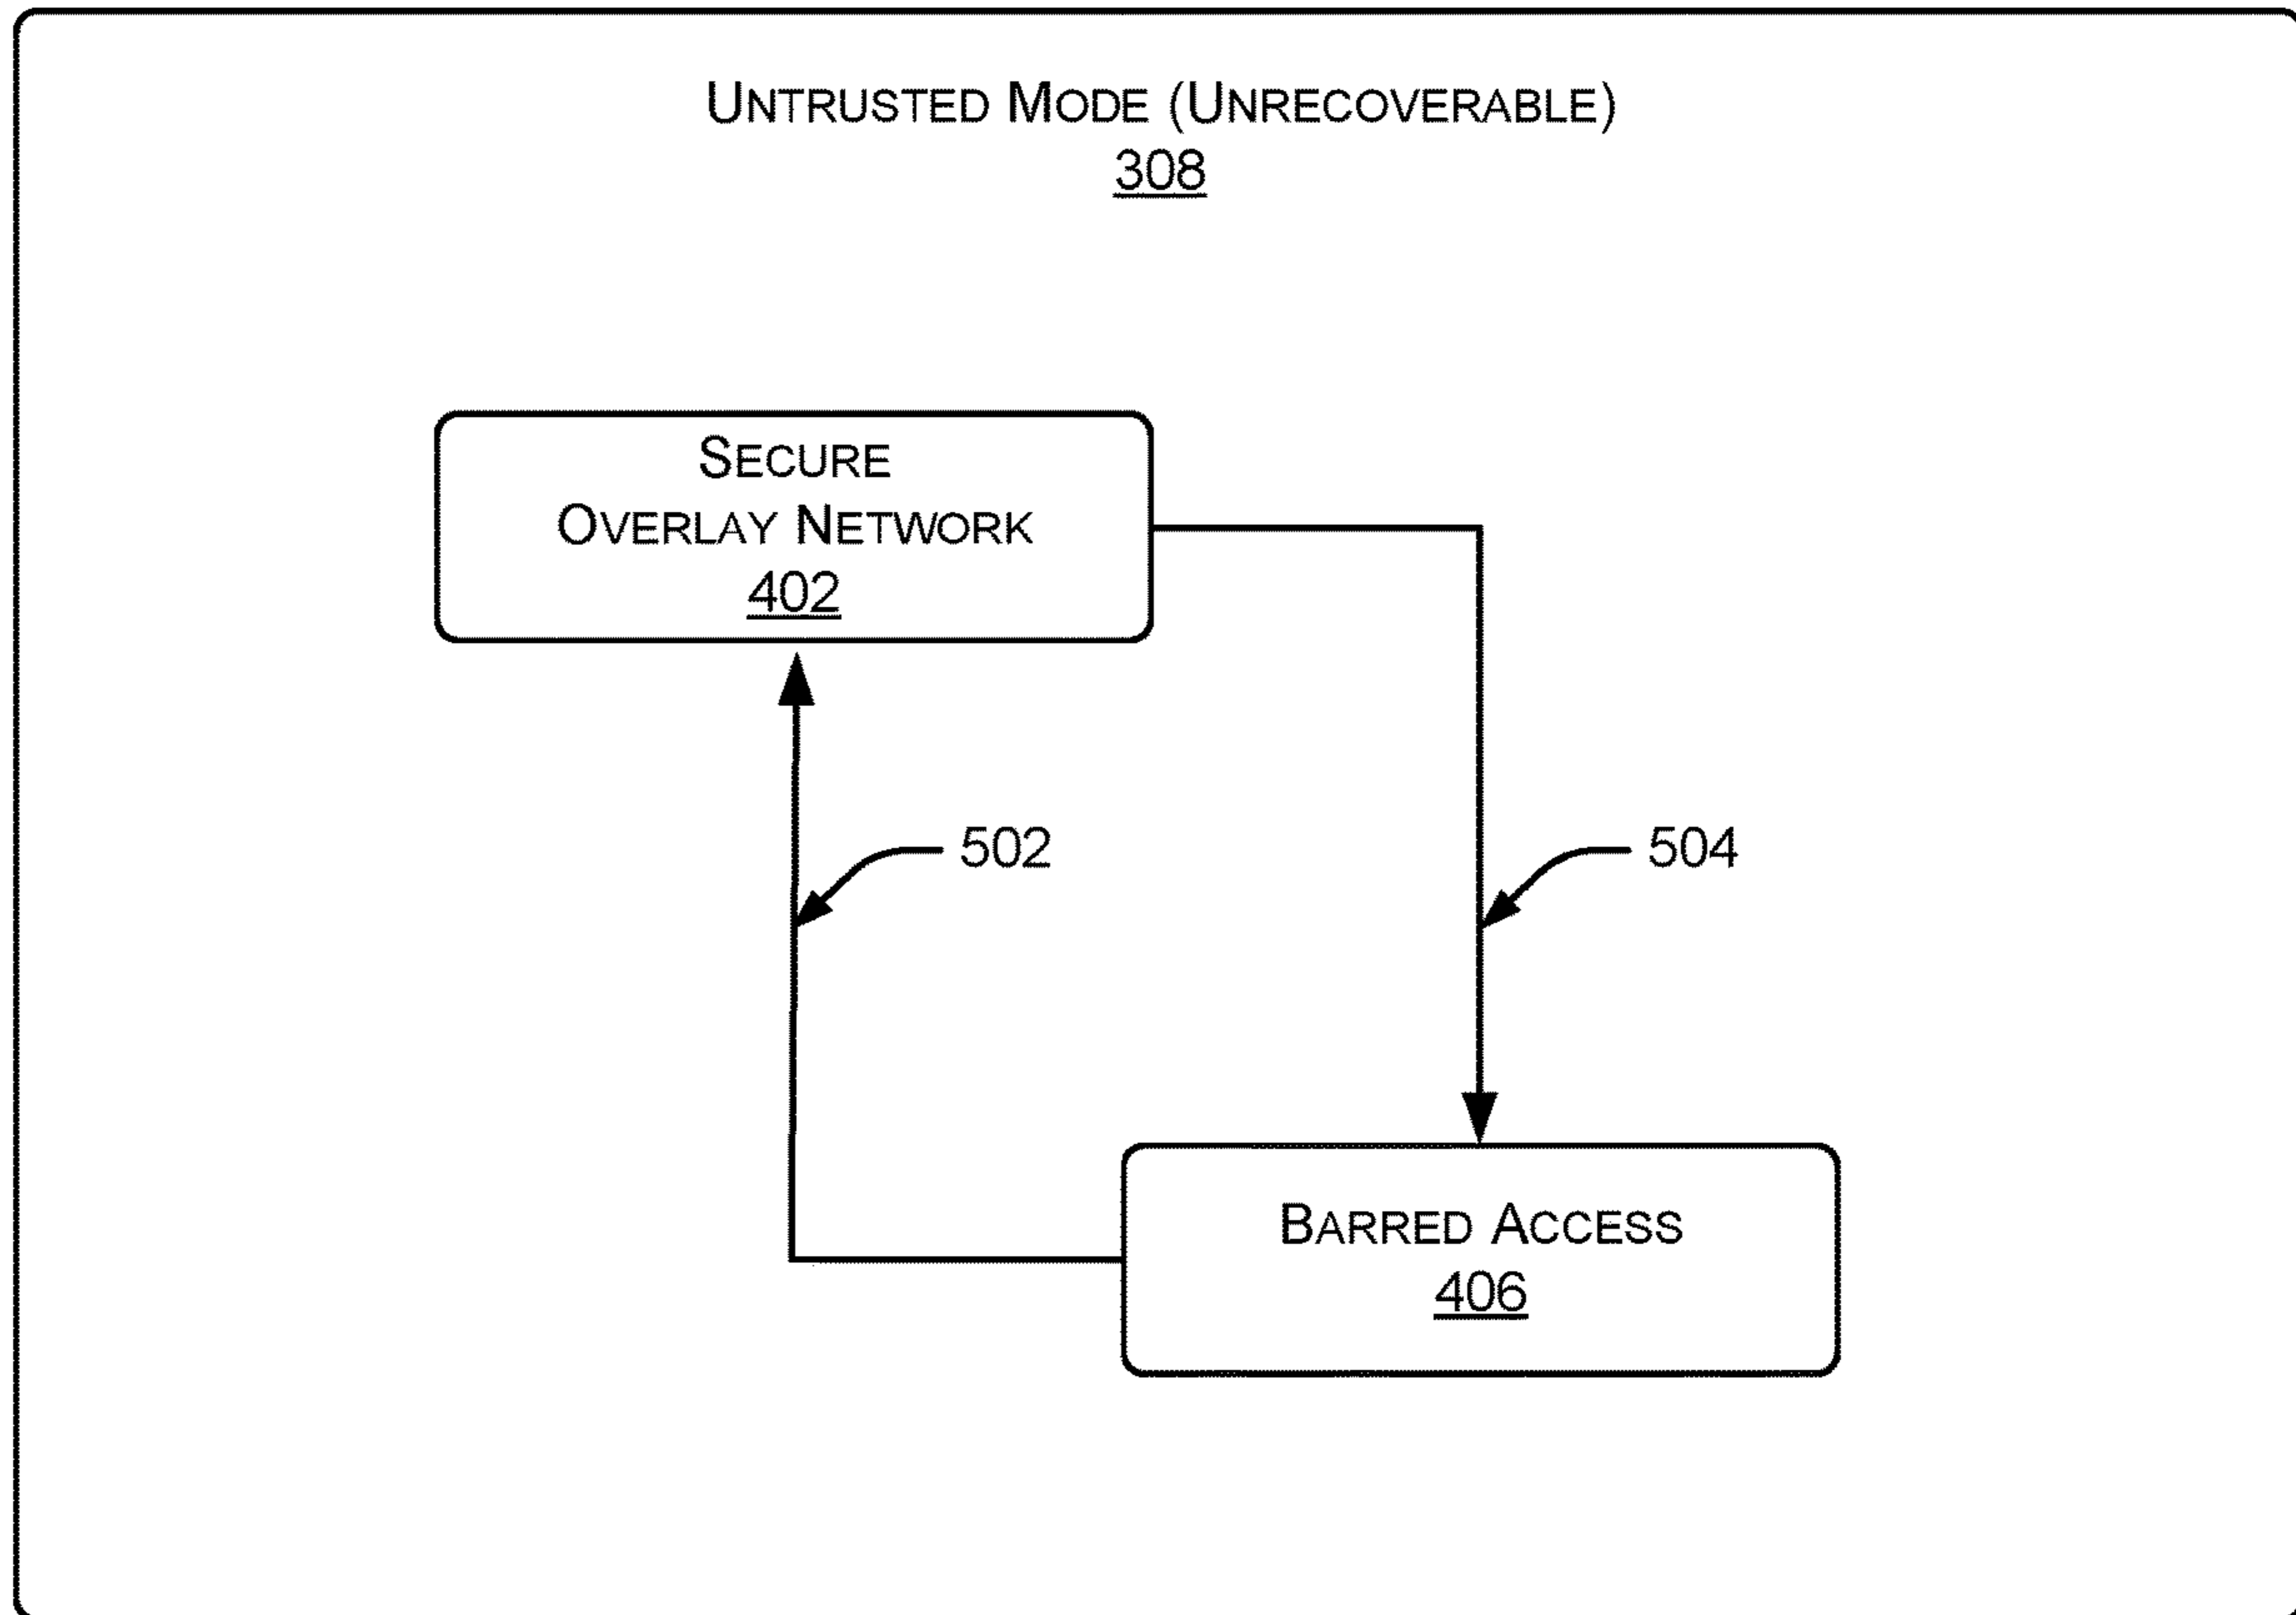 UNTRUSTED MODE (UNRECOVERABLE)
308
SECURE
OVERLAY NETWORK
402
502
504
BARRED ACCESS
406